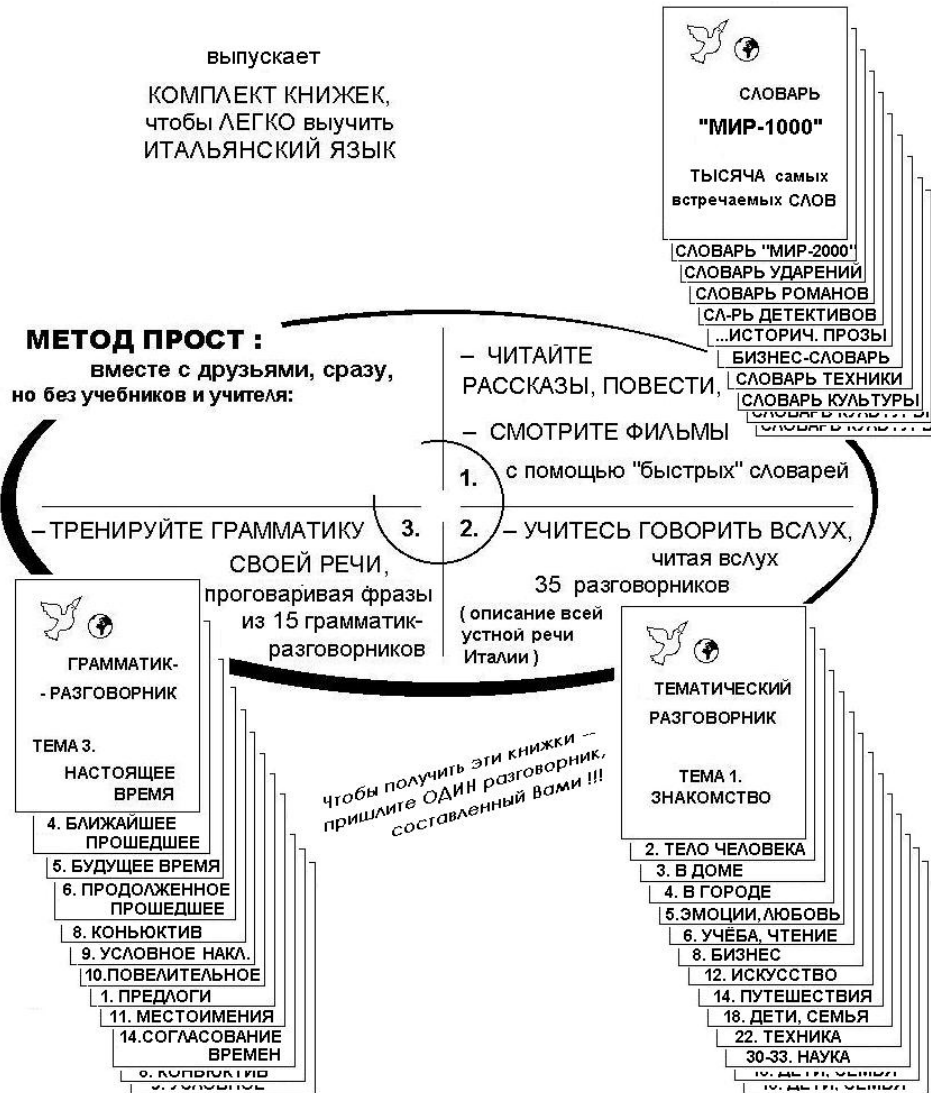 выпускает
КОМПЛЕКТ КНИЖЕК,
чтобы ЛЕГКО выучить
ИТАЛЬЯНСКИЙ ЯЗЫК
СЛОВАРЬ
"МИР-1000"
ТЫСЯЧА самых
встречаемых СЛОВ
СЛОВАРЬ "МИР-2000"
СЛОВАРЬ УДАРЕНИЙ
СЛОВАРЬ РОМАНОВ
СЛ-РЬ ДЕТЕКТИВОВ
...ИСТОРИЧ. ПРОЗЫ
БИЗНЕС-СЛОВАРЬ
СЛОВАРЬ ТЕХНИКИ
СЛОВАРЬ КУЛЬТУРЫ
СЛОВАРЬ КУЛЬТУРЫ
МЕТОД ПРОСТ :
вместе с друзьями, сразу,
но без учебников и учителя:
– ЧИТАЙТЕ
РАССКАЗЫ, ПОВЕСТИ,
– СМОТРИТЕ ФИЛЬМЫ
1. с помощью "быстрых" словарей
2. – УЧИТЕСЬ ГОВОРИТЬ ВСЛУХ,
читая вслух
35 разговорников
( описание всей
устной речи
Италии )
3.
– ТРЕНИРУЙТЕ ГРАММАТИКУ
СВОЕЙ РЕЧИ,
проговаривая фразы
из 15 грамматик-
разговорников
Чтобы получить эти книжки –
пришлите ОДИН разговорник,
составленный Вами !!!
ГРАММАТИК-
- РАЗГОВОРНИК
ТЕМА 3.
НАСТОЯЩЕЕ
ВРЕМЯ
4. БЛИЖАЙШЕЕ
ПРОШЕДШЕЕ
5. БУДУЩЕЕ ВРЕМЯ
6. ПРОДОЛЖЕННОЕ
ПРОШЕДШЕЕ
8. КОНЬЮКТИВ
9. УСЛОВНОЕ НАКЛ.
10.ПОВЕЛИТЕЛЬНОЕ
1. ПРЕДЛОГИ
11. МЕСТОИМЕНИЯ
14.СОГЛАСОВАНИЕ
ВРЕМЕН
8. КОНЬЮКТИВ
9. УСЛОВНОЕ
ТЕМАТИЧЕСКИЙ
РАЗГОВОРНИК
ТЕМА 1.
ЗНАКОМСТВО
2. ТЕЛО ЧЕЛОВЕКА
3. В ДОМЕ
4. В ГОРОДЕ
5.ЭМОЦИИ,ЛЮБОВЬ
6. УЧЁБА, ЧТЕНИЕ
8. БИЗНЕС
12. ИСКУССТВО
14. ПУТЕШЕСТВИЯ
18. ДЕТИ, СЕМЬЯ
22. ТЕХНИКА
30-33. НАУКА